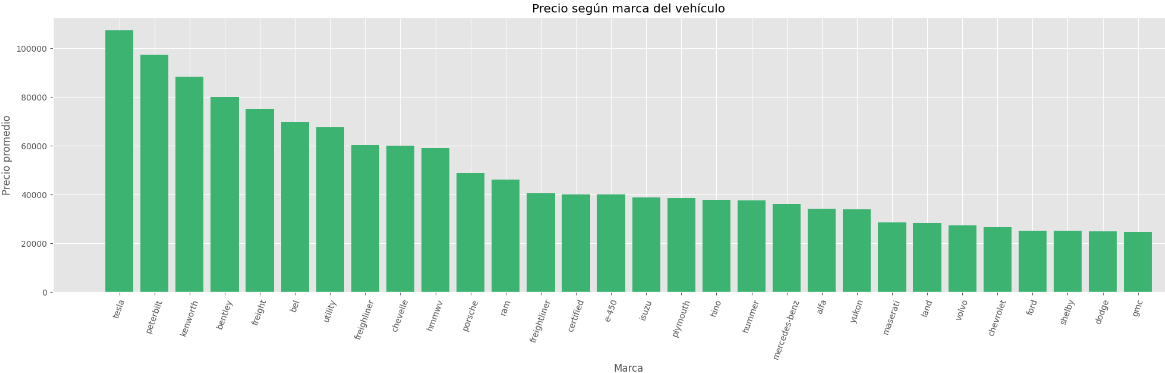 Precio según marca del vehículo
Precio promedio
100000
80000
60000
40000
20000
0
tesla
peterbilt
kenworth
bentley
freight
bel
utility
freighliner
chevelle
hmmwv
porsche
ram
freightliner
certified
e-450
isuzu
plymouth
hino
hummer
mercedes-benz
alfa
yukon
maserati
land
volvo
chevrolet
ford
shelby
dodge
gmc
Marca